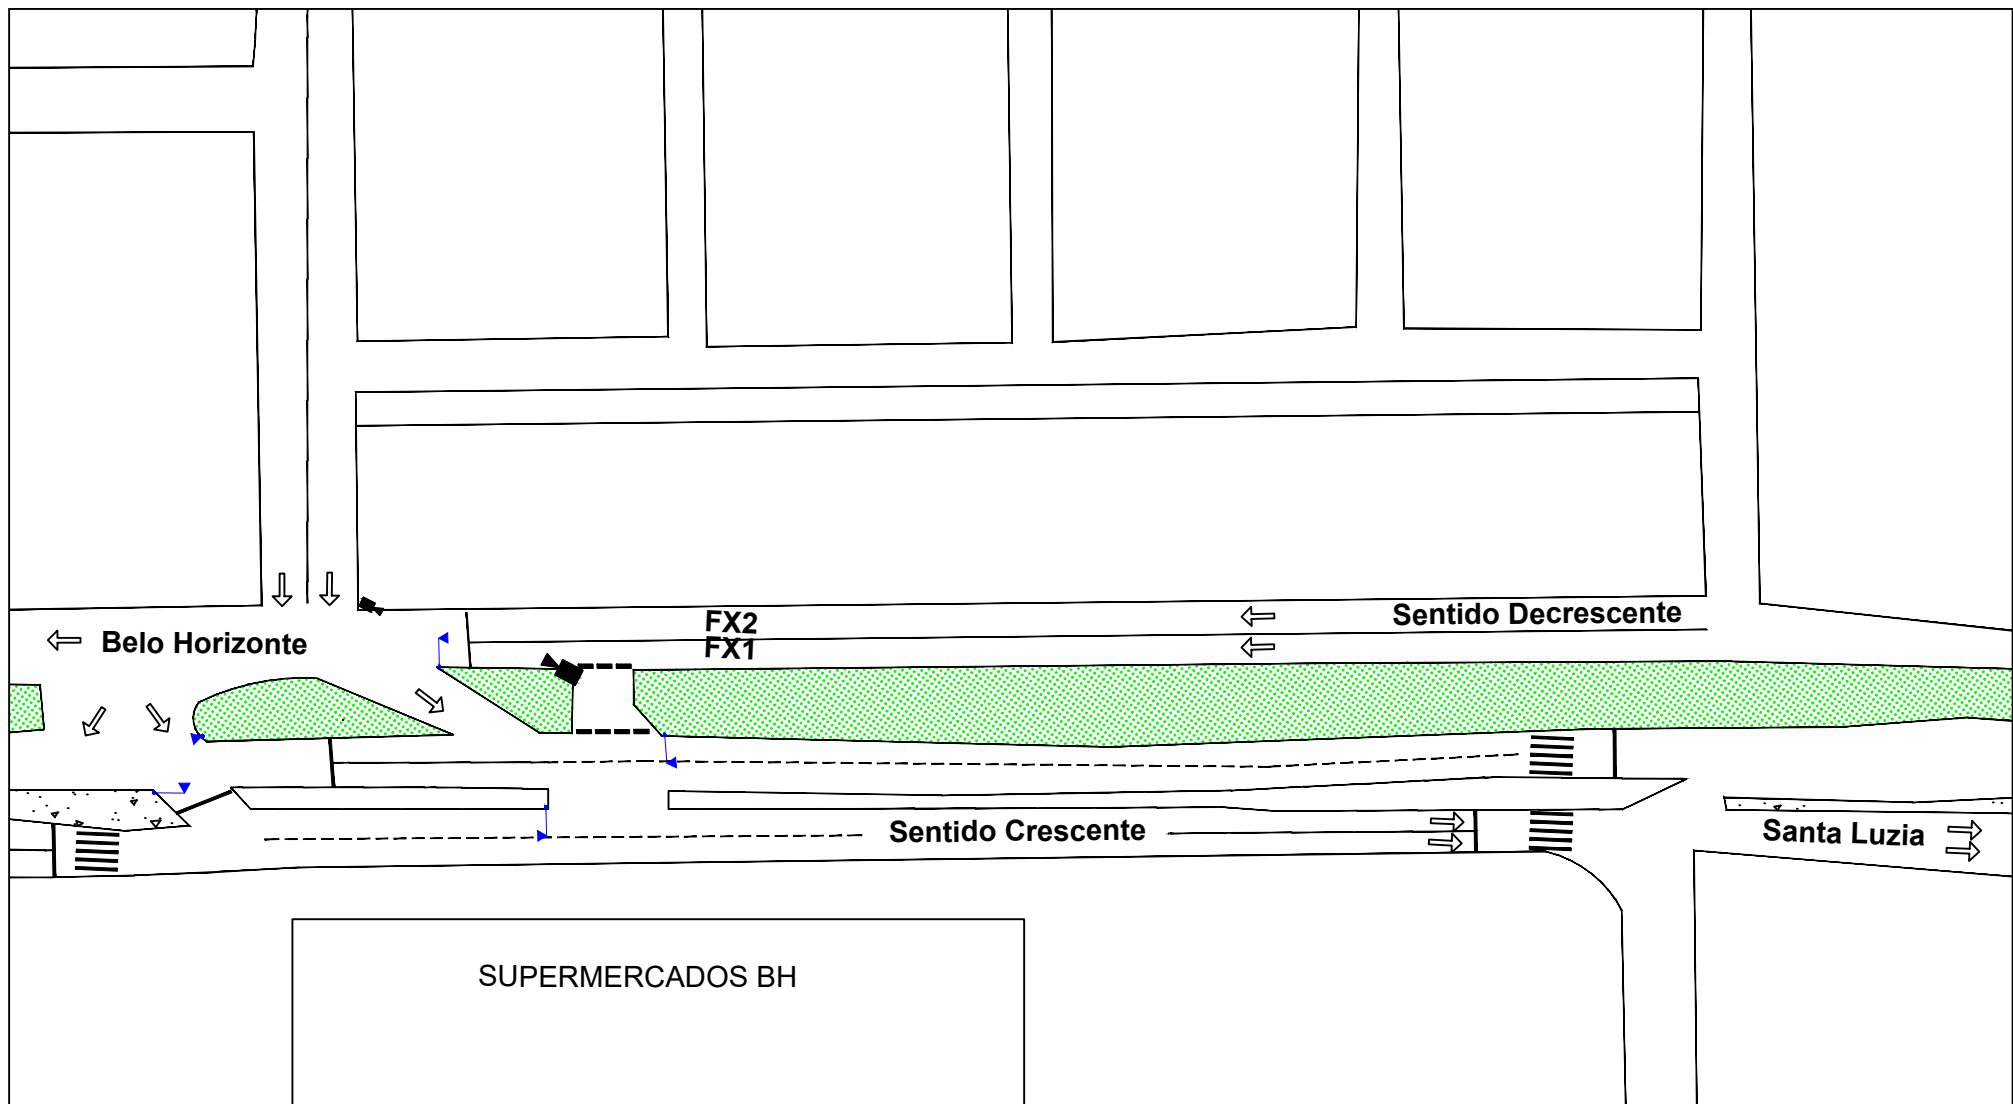 FX2
Sentido Decrescente
Belo Horizonte
FX1
Sentido Crescente
Santa Luzia
SUPERMERCADOS BH